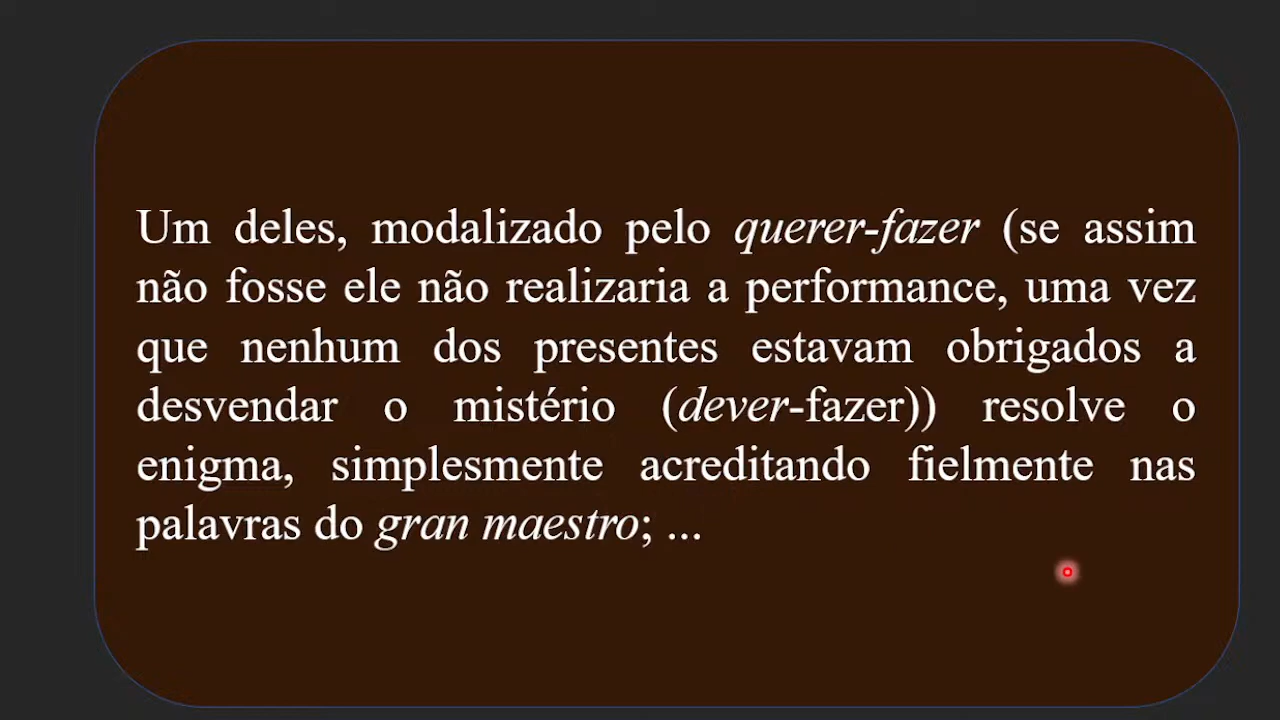 Um deles, modalizado pelo querer-fazer (se assim
não fosse ele não realizaria a performance, uma vez
que nenhum dos presentes estavam obrigados a
desvendar o mistério (dever-fazer)) resolve o
enigma, simplesmente acreditando fielmente nas
palavras do gran maestro; ...